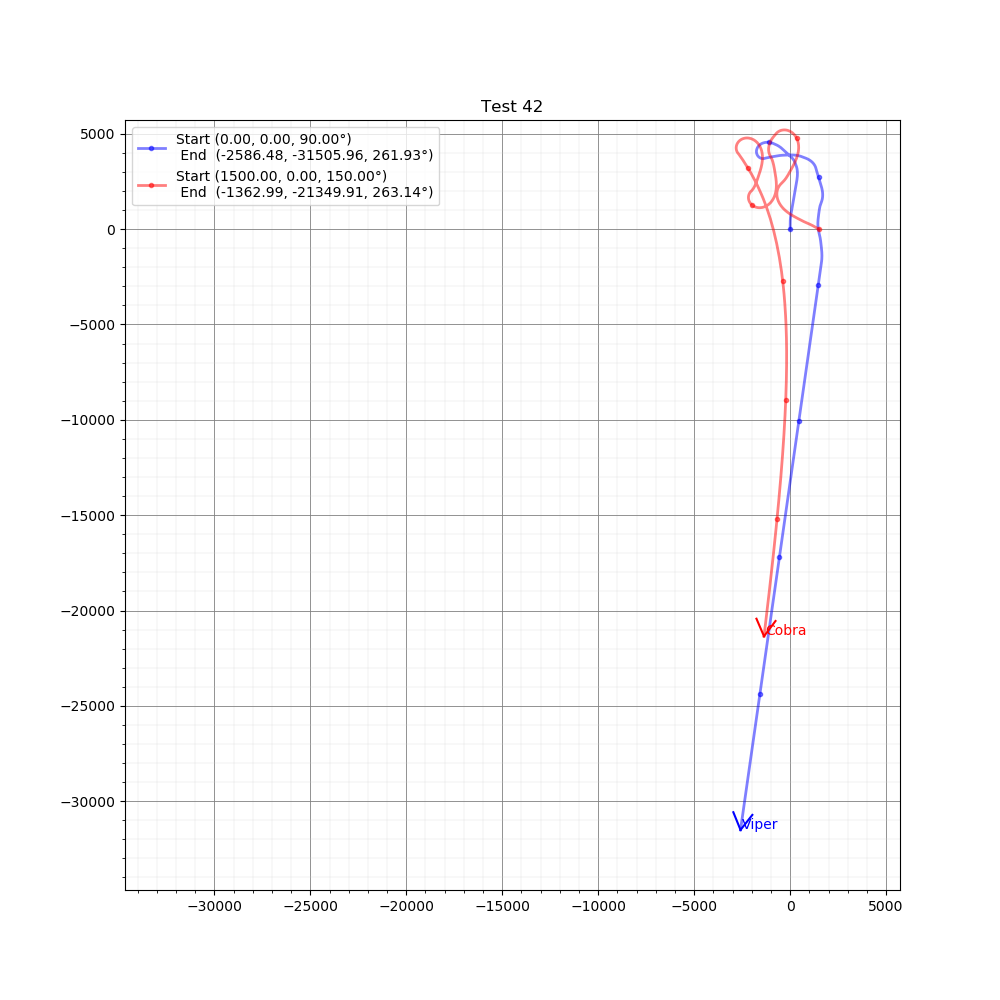 Test 42
Start (0.00, 0.00, 90.00°)
End (-2586.48, -31505.96, 261.93°)
Start (1500.00, 0.00, 150.00°)
End (-1362.99, -21349.91, 263.14°)
5000
0
−5000
−10000
−15000
−20000
−25000
−30000
Cobra
Viper
−30000 −25000 −20000 −15000 −10000 −5000 0 5000